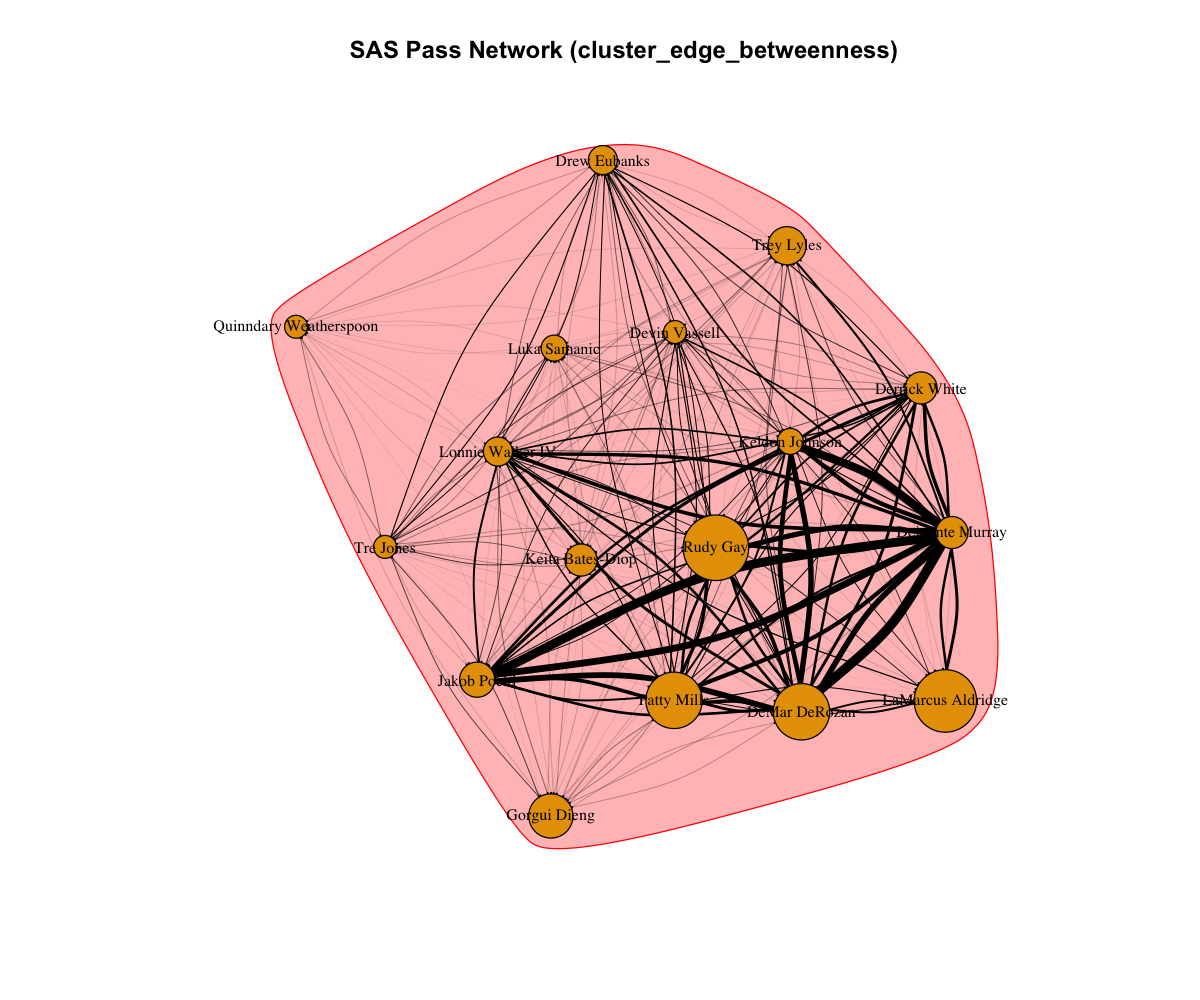 SAS Pass Network (cluster_edge_betweenness)
Drew Eubanks
Trey Lyles
Quinndary Weatherspoon
Devin Vassell
Luka Samanic
Derrick White
Keldon Johnson
Lonnie Walker IV
Dejounte Murray
Tre Jones
Rudy Gay
Keita Bates-Diop
Jakob Poeltl
Patty Mills
LaMarcus Aldridge
DeMar DeRozan
Gorgui Dieng